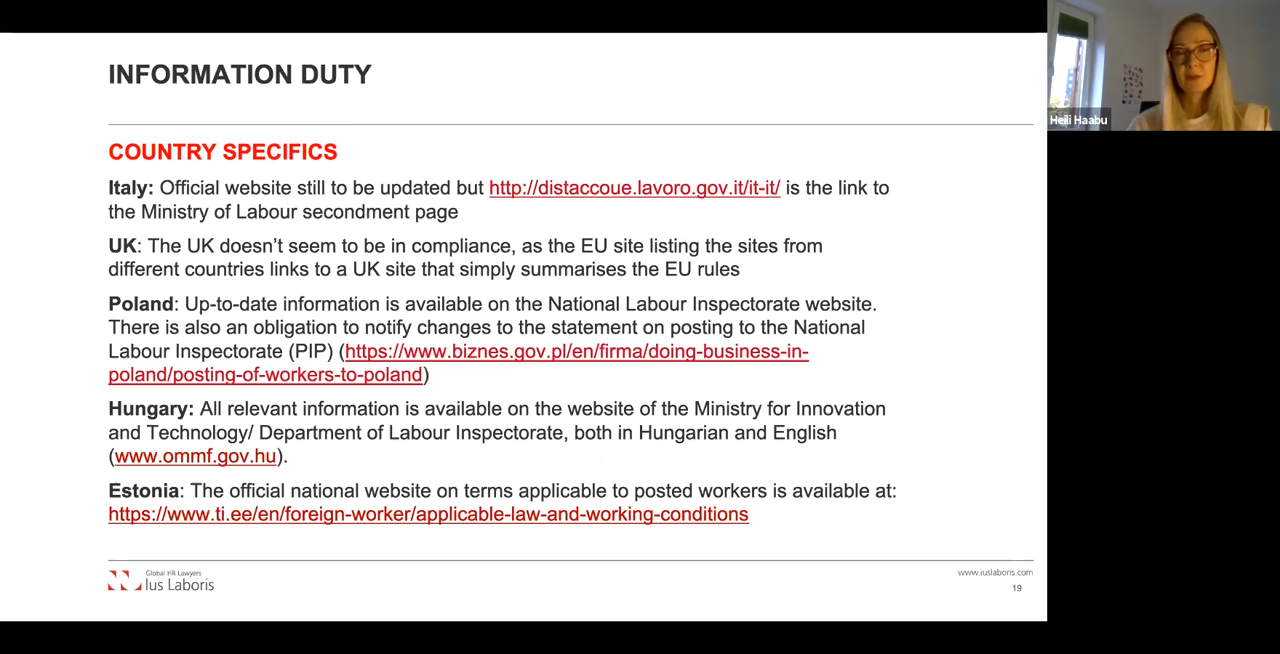 INFORMATION DUTY
Heili Haabu
COUNTRY SPECIFICS
Italy: Official website still to be updated but http://distaccoue.lavoro.gov.it/it-it/ is the link to
the Ministry of Labour secondment page
UK: The UK doesn’t seem to be in compliance, as the EU site listing the sites from
different countries links to a UK site that simply summarises the EU rules
Poland: Up-to-date information is available on the National Labour Inspectorate website.
There is also an obligation to notify changes to the statement on posting to the National
Labour Inspectorate (PIP) (https://www.biznes.gov.pl/en/firma/doing-business-in-
poland/posting-of-workers-to-poland)
Hungary: All relevant information is available on the website of the Ministry for Innovation
and Technology/ Department of Labour Inspectorate, both in Hungarian and English
(www.ommf.gov.hu).
Estonia: The official national website on terms applicable to posted workers is available at:
https://www.ti.ee/en/foreign-worker/applicable-law-and-working-conditions
Global HR Lawyers
Ius Laboris
www.iuslaboris.com
19